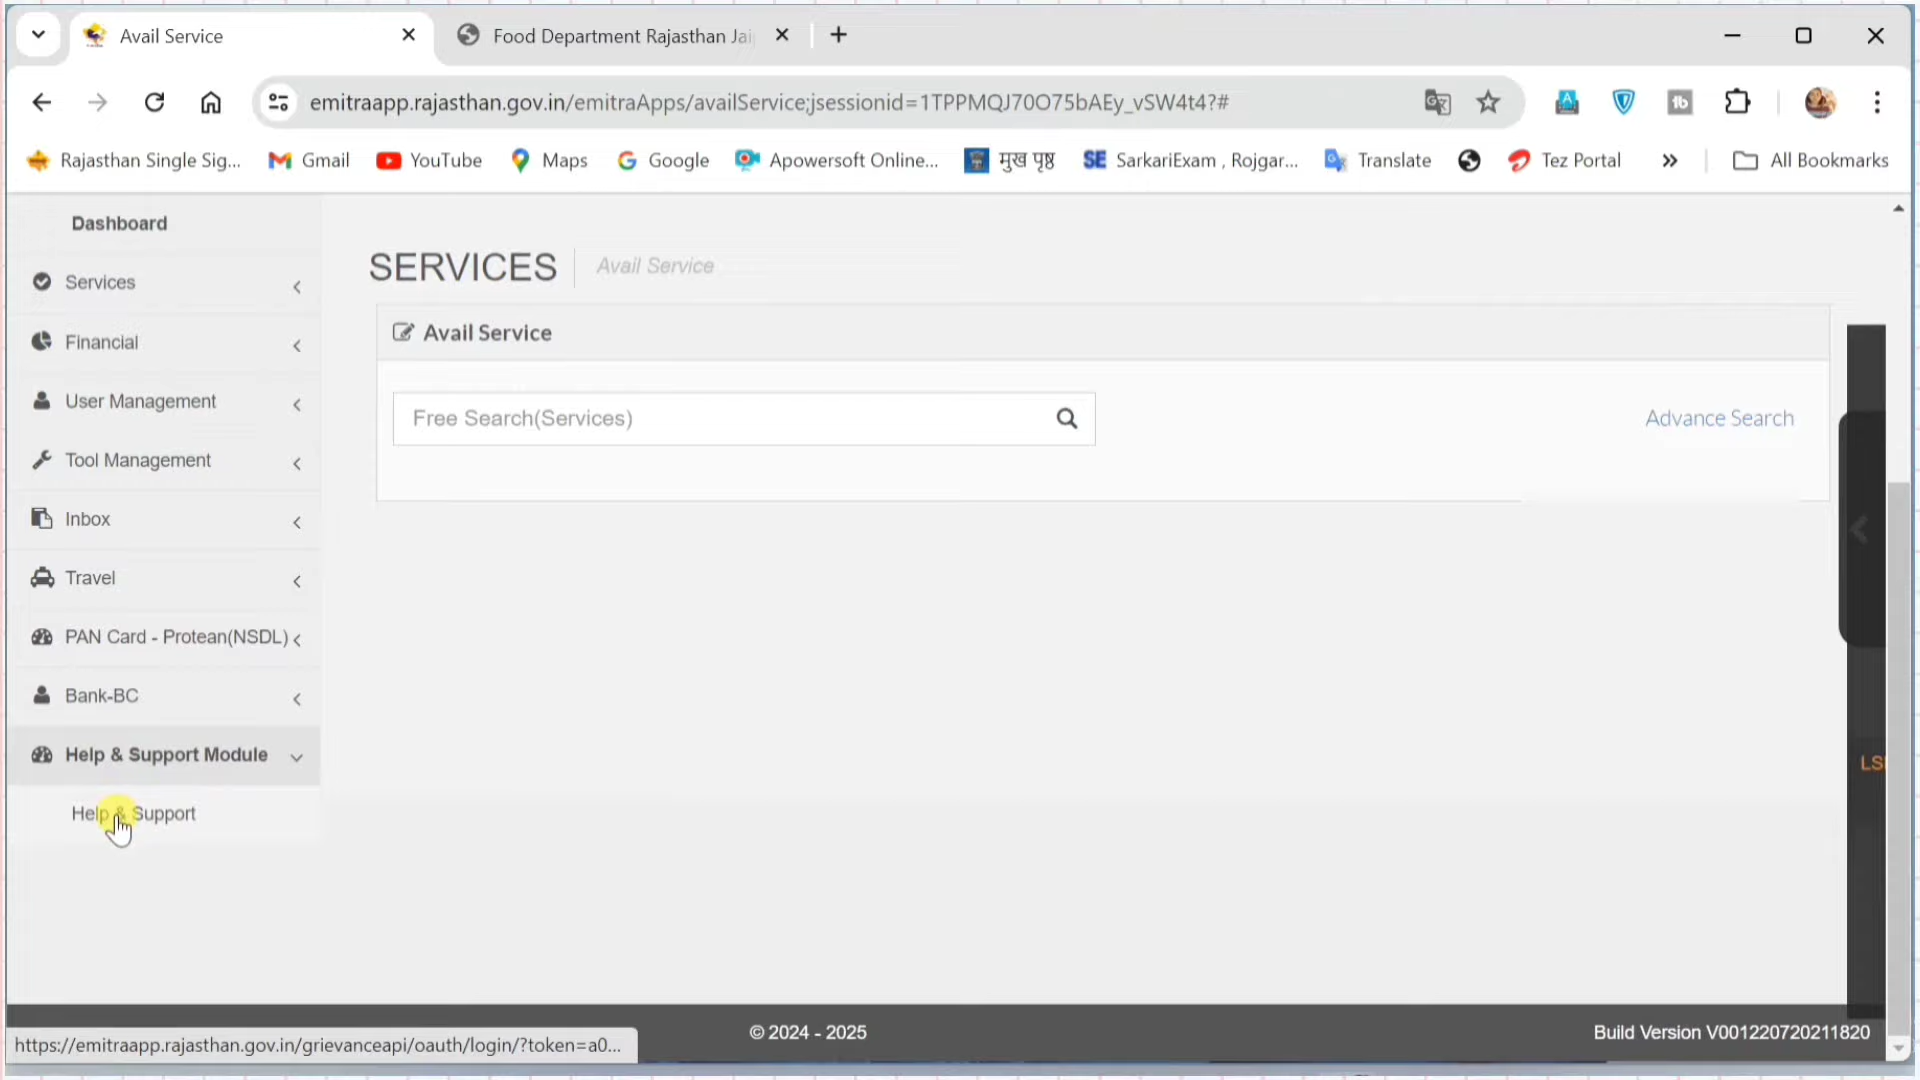 Avail Service
Food Department Rajasthan Jai
emitraapp.rajasthan.gov.in/emitraApps/availService;jsessionid=1TPPMQJ70O75bAEy_vSW4t4?#
Rajasthan Single Sig...
Gmail
YouTube
Maps
Google
Apowersoft Online...
मुख पृष्ठ
SE SarkariExam , Rojgar...
Translate
Tez Portal
»
All Bookmarks
Dashboard
SERVICES
Avail Service
Services
Financial
User Management
Tool Management
Inbox
Travel
PAN Card - Protean(NSDL)
Bank-BC
Help & Support Module
Help & Support
Avail Service
Free Search(Services)
Advance Search
LS
© 2024 - 2025
Build Version V001220720211820
https://emitraapp.rajasthan.gov.in/grievanceapi/oauth/login/?token=a0...